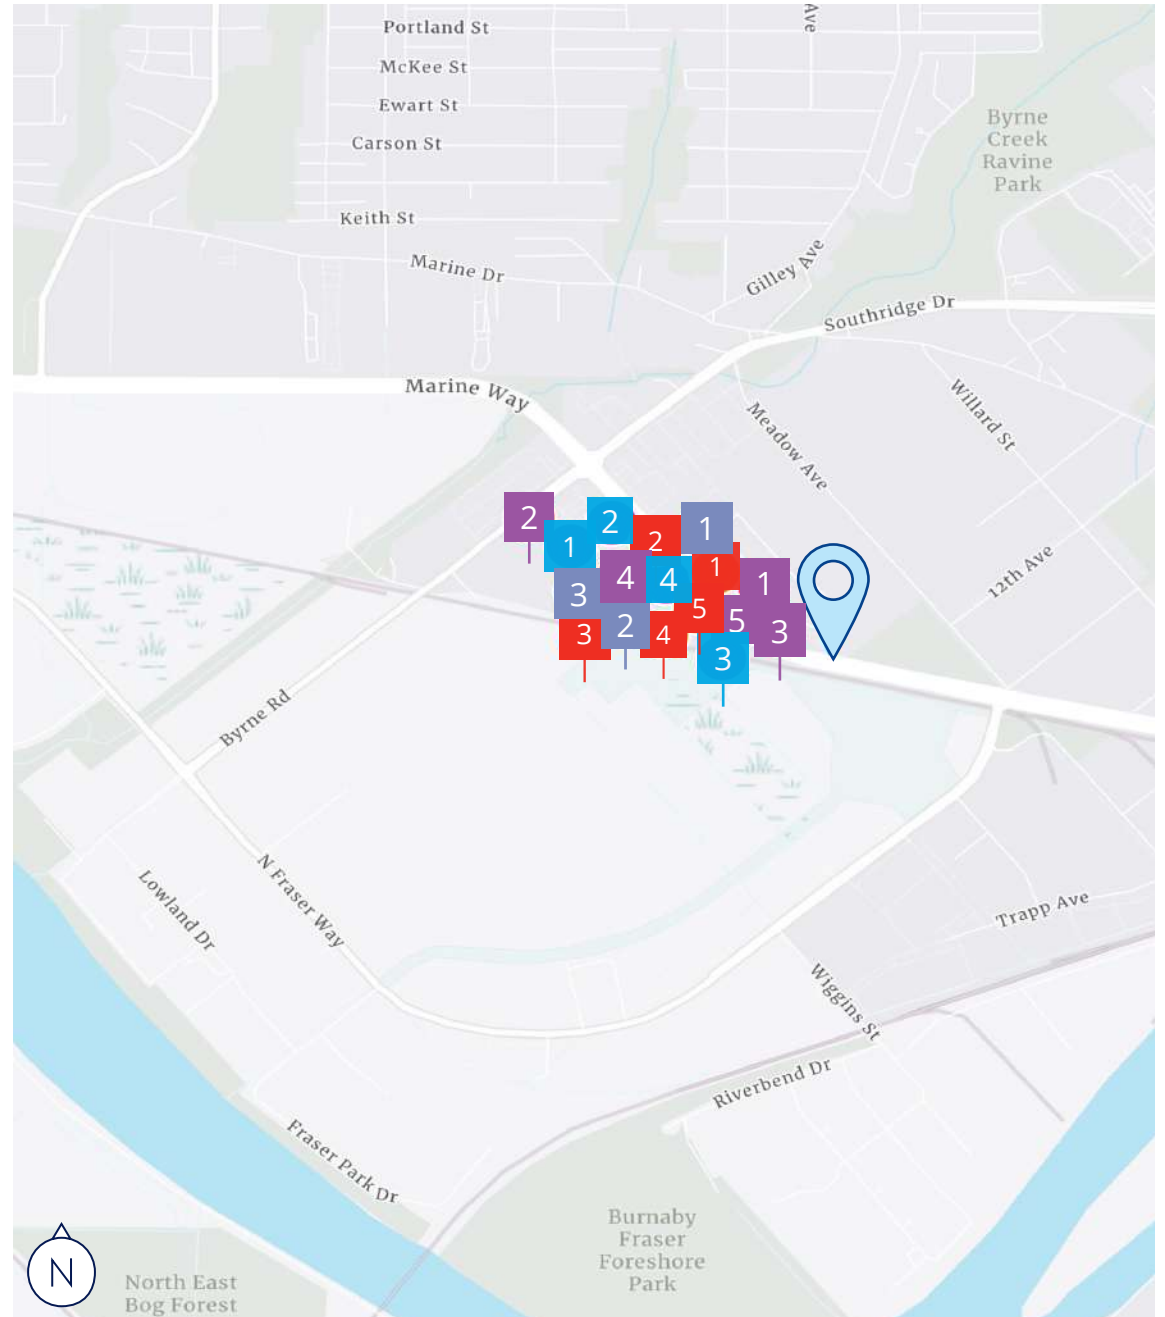 Portland St
Ave
McKee St
Ewart St
Carson St
Byrne
Creek
Ravine
Park
Keith St
Marine Dr
Gilley Ave
Southridge Dr
Marine Way
Willard St
Meadow Ave
2
2
1
2
1
12th Ave
1
4
4
1
3
5
5
2
3
4
3
3
Byrne Rd
N Fraser Way
Lowland Dr
Trapp Ave
Wiggins St
Riverbend Dr
Fraser Park Dr
Burnaby
Fraser
Foreshore
Park
N
North East
Bog Forest